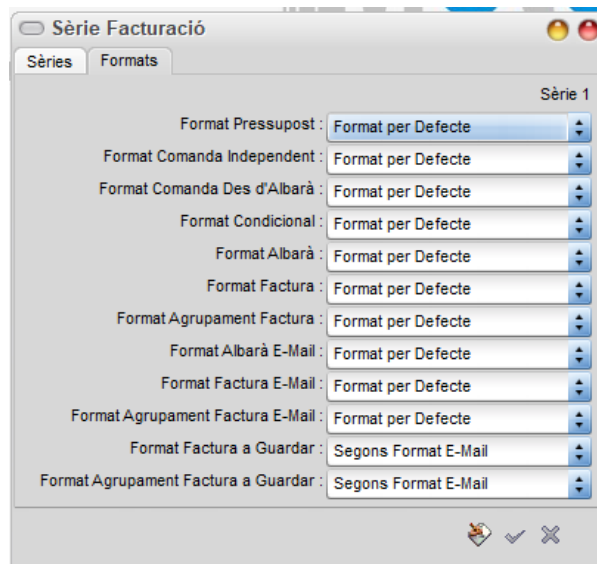 Sèrie Facturació
Sèries Formats
Sèrie 1
Format Pressupost : Format per Defecte
Format Comanda Independent : Format per Defecte
Format Comanda Des d'Albarà : Format per Defecte
Format Condicional : Format per Defecte
Format Albarà : Format per Defecte
Format Factura : Format per Defecte
Format Agrupament Factura : Format per Defecte
Format Albarà E-Mail : Format per Defecte
Format Factura E-Mail : Format per Defecte
Format Agrupament Factura E-Mail : Format per Defecte
Format Factura a Guardar : Segons Format E-Mail
Format Agrupament Factura a Guardar : Segons Format E-Mail